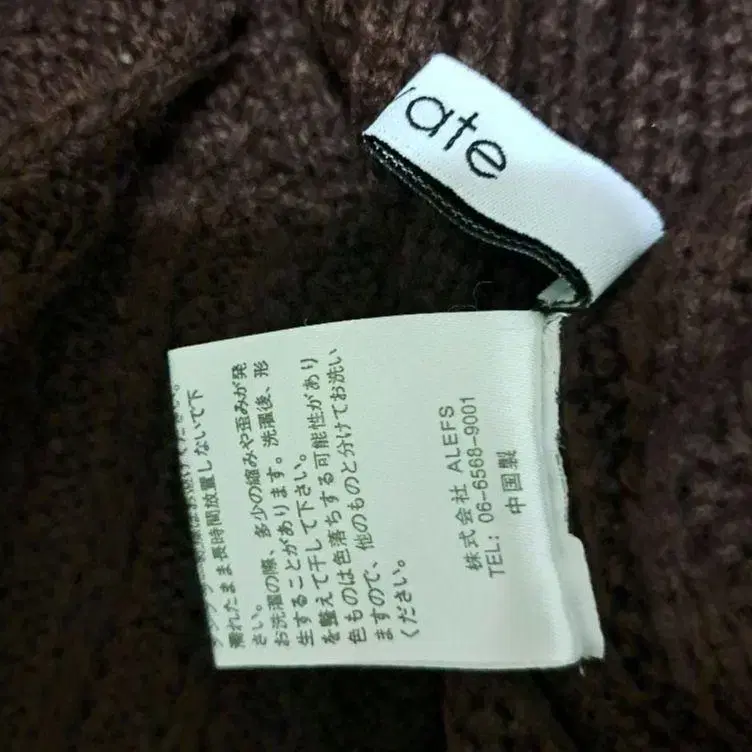 ate
濡れたまま長時間放置しないで下
さい。
お洗濯の際、多少の縮みや歪みが発
生することがあります。洗濯後、形
を整えて干して下さい。
色ものは色落ちする可能性があり
ますので、他のものと分けてお洗い
ください。
株式会社 ALEFS
TEL: 06-6568-9001
中国製